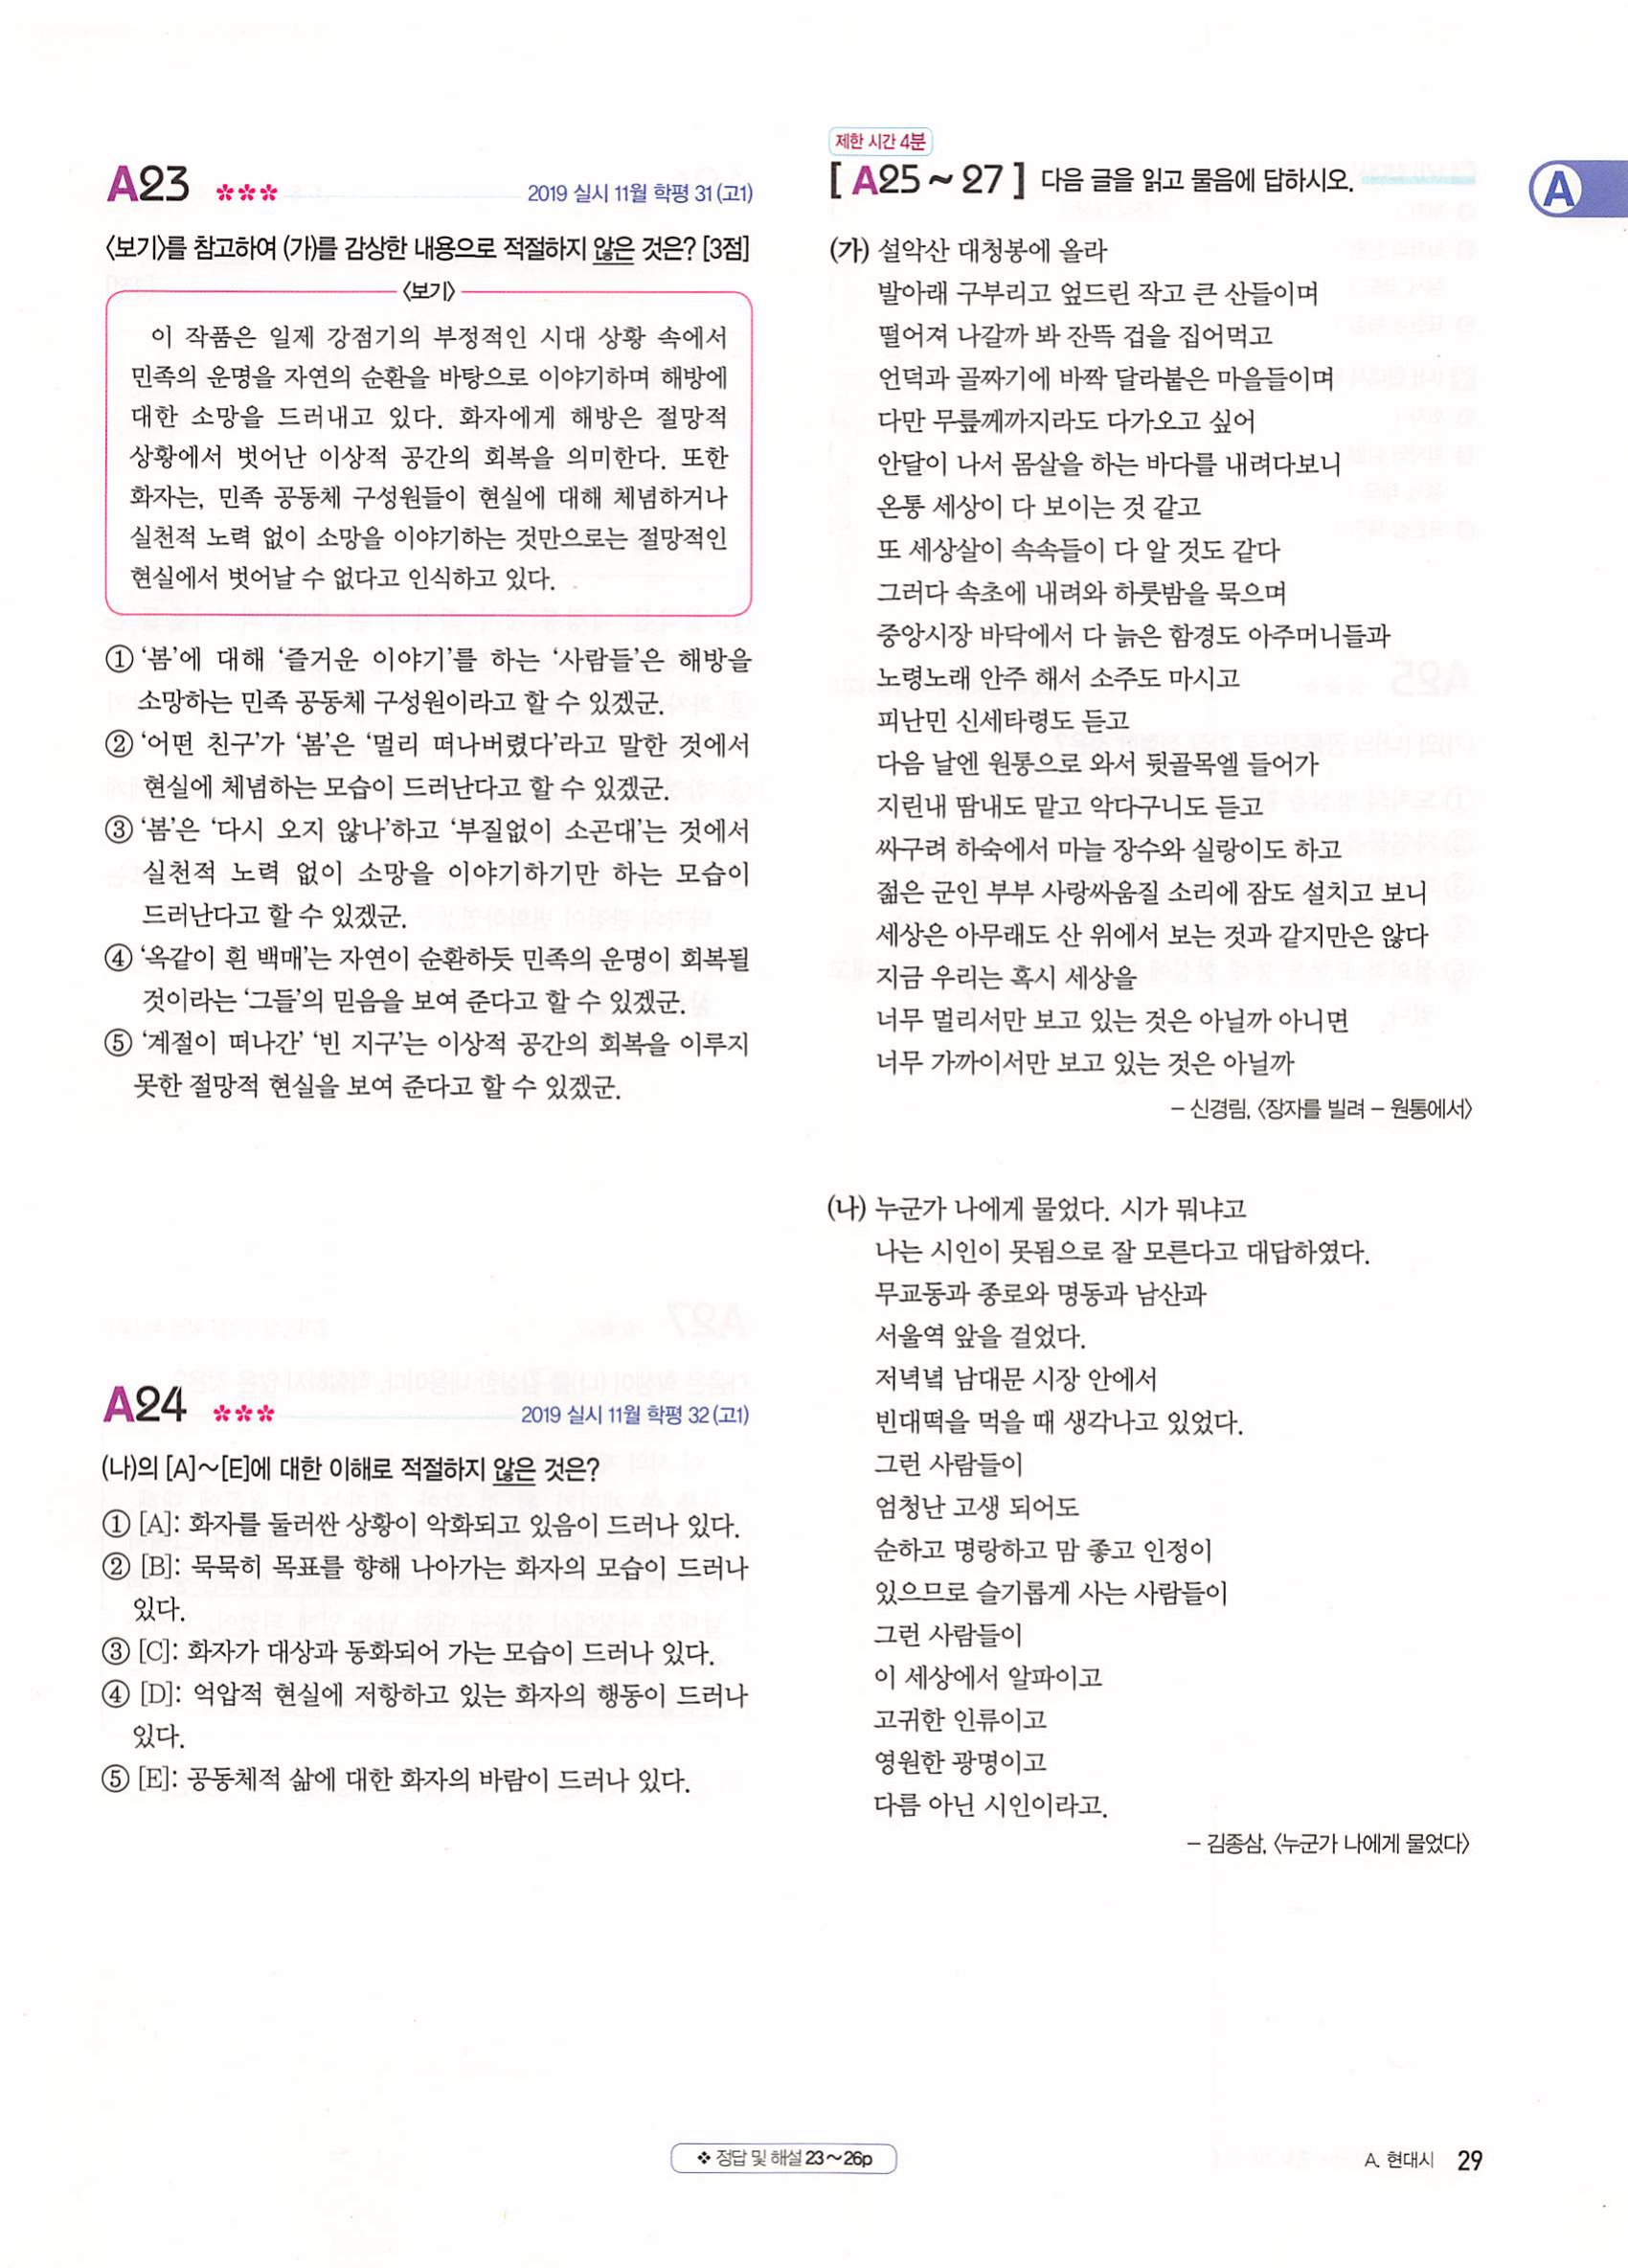 A23 ***
2019 실시 11월 학평 31(고1)
〈보기〉를 참고하여 (가)를 감상한 내용으로 적절하지 않은 것은? [3점]
〈보기〉
이 작품은 일제 강점기의 부정적인 시대 상황 속에서
민족의 운명을 자연의 순환을 바탕으로 이야기하며 해방에
대한 소망을 드러내고 있다. 화자에게 해방은 절망적
상황에서 벗어난 이상적 공간의 회복을 의미한다. 또한
화자는, 민족 공동체 구성원들이 현실에 대해 체념하거나
실천적 노력 없이 소망을 이야기하는 것만으로는 절망적인
현실에서 벗어날 수 없다고 인식하고 있다.
① ‘봄’에 대해 ‘즐거운 이야기’를 하는 ‘사람들’은 해방을
소망하는 민족 공동체 구성원이라고 할 수 있겠군.
② ‘어떤 친구’가 ‘봄’은 ‘멀리 떠나버렸다’라고 말한 것에서
현실에 체념하는 모습이 드러난다고 할 수 있겠군.
③ ‘봄’은 ‘다시 오지 않나’하고 ‘부질없이 소곤대’는 것에서
실천적 노력 없이 소망을 이야기하기만 하는 모습이
드러난다고 할 수 있겠군.
④ ‘옥같이 흰 백매’는 자연이 순환하듯 민족의 운명이 회복될
것이라는 ‘그들’의 믿음을 보여 준다고 할 수 있겠군.
⑤ ‘계절이 떠나간’ ‘빈 지구’는 이상적 공간의 회복을 이루지
못한 절망적 현실을 보여 준다고 할 수 있겠군.
A24 ***
2019 실시 11월 학평 32(고1)
(나)의 [A]~[E]에 대한 이해로 적절하지 않은 것은?
① [A]: 화자를 둘러싼 상황이 악화되고 있음이 드러나 있다.
② [B]: 묵묵히 목표를 향해 나아가는 화자의 모습이 드러나
있다.
③ [C]: 화자가 대상과 동화되어 가는 모습이 드러나 있다.
④ [D]: 억압적 현실에 저항하고 있는 화자의 행동이 드러나
있다.
⑤ [E]: 공동체적 삶에 대한 화자의 바람이 드러나 있다.
제한 시간 4분
[ A25 ~ 27 ] 다음 글을 읽고 물음에 답하시오.
A
(가) 설악산 대청봉에 올라
발아래 구부리고 엎드린 작고 큰 산들이며
떨어져 나갈까 봐 잔뜩 겁을 집어먹고
언덕과 골짜기에 바짝 달라붙은 마을들이며
다만 무릎께까지라도 다가오고 싶어
안달이 나서 몸살을 하는 바다를 내려다보니
온통 세상이 다 보이는 것 같고
또 세상살이 속속들이 다 알 것도 같다
그러다 속초에 내려와 하룻밤을 묵으며
중앙시장 바닥에서 다 늙은 함경도 아주머니들과
노령노래 안주 해서 소주도 마시고
피난민 신세타령도 듣고
다음 날엔 원통으로 와서 뒷골목엘 들어가
지린내 땀내도 맡고 악다구니도 듣고
싸구려 하숙에서 마늘 장수와 실랑이도 하고
젊은 군인 부부 사랑싸움질 소리에 잠도 설치고 보니
세상은 아무래도 산 위에서 보는 것과 같지만은 않다
지금 우리는 혹시 세상을
너무 멀리서만 보고 있는 것은 아닐까 아니면
너무 가까이서만 보고 있는 것은 아닐까
– 신경림, 〈장자를 빌려 – 원통에서〉
(나) 누군가 나에게 물었다. 시가 뭐냐고
나는 시인이 못됨으로 잘 모른다고 대답하였다.
무교동과 종로와 명동과 남산과
서울역 앞을 걸었다.
저녁녘 남대문 시장 안에서
빈대떡을 먹을 때 생각나고 있었다.
그런 사람들이
엄청난 고생 되어도
순하고 명랑하고 맘 좋고 인정이
있으므로 슬기롭게 사는 사람들이
그런 사람들이
이 세상에서 알파이고
고귀한 인류이고
영원한 광명이고
다름 아닌 시인이라고.
– 김종삼, 〈누군가 나에게 물었다〉
❖ 정답 및 해설 23~26p
A. 현대시 29